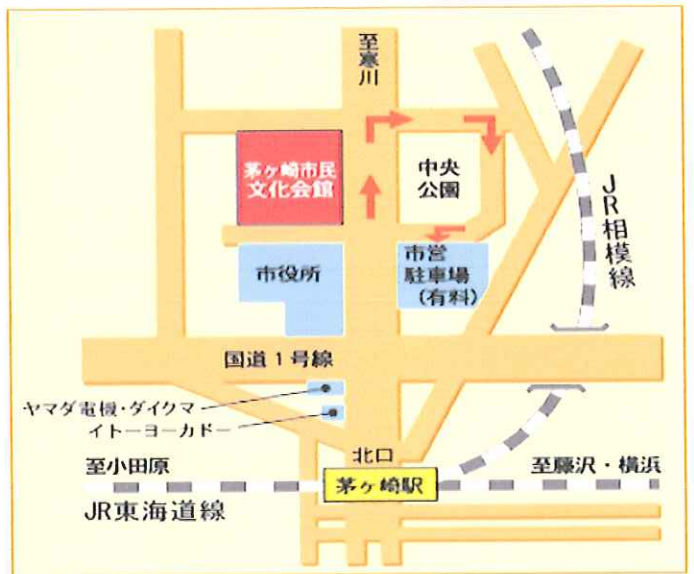 至寒川
茅ヶ崎市民
文化会館
中央
公園
JR相模線
市役所
市営
駐車場
(有料)
国道1号線
ヤマダ電機・ダイクマ
イトーヨーカドー
北口
至小田原
茅ヶ崎駅
至藤沢・横浜
JR東海道線